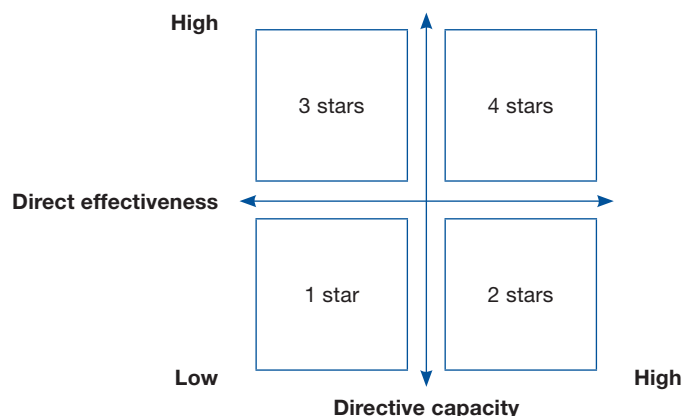 High
3 stars
4 stars
Direct effectiveness
1 star
2 stars
Low
High
Directive capacity